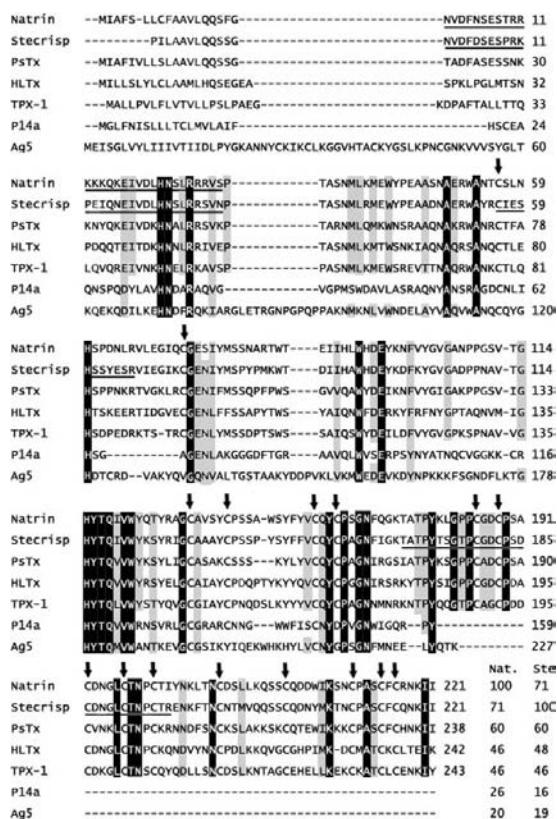 Natrin -----MIAFS-LLCFAAVLQQSFG-----------------------NVDFNSESTRR 11
Stecrisp ----------PILAAVLQQSSG-----------------------NVDFDSESPRK 11
PsTx -----MIAFIVLLSLAAVLQQSSG-----------------------TADFASESSNK 30
HLTx -----MILLSLYLCLAAMLHQSEGEA---------------------SPKLPGLMTSN 32
TPX-1 -----MALLPVLFLVTVLLPSLPAEG---------------------KDPAFTALLTTQ 33
P14a -----MGLFNISLLLTCLMVLAIF-----------------------HSCEA 24
Ag5 MEISGLVYLIIIVTIIDLPYGKANNYCKIKCLKGGVHTACKYGSLKPNCGNKVVVSYGLT 60
Natrin KKKQKEIVDLHNSLRRRVSP------------TASNMLKMEWYPEAASNAERWANTCSLN 59
Stecrisp PEIQNEIVDLHNSLRRSVNP------------TASNMLRMEWYPEAADNAERWAYRCIES 59
PsTx KNYQKEIVDKHNALRRSVKP------------TARNMLQMKWNSRAAQNAKRWANRCTFA 78
HLTx PDQQTEITDKHNNLRRIVEP------------TASNMLKMTWSNKIAQNAQRSANQCTLE 80
TPX-1 LQVQREIVNKHNELRKAVSP------------PASNMLKMEWSREVTTNAQRWANKCTLQ 81
P14a QNSPQDYLAVHNDARAQVG-------------VGPMSWDAVLASRAQNYANSRAGDCNLI 62
Ag5 KQEKQDILKEHNDFRQKIARGLETRGNPGPQPPAKNMKNLVWNDELAYVAQVWANQCQYG 120
Natrin HSPDNLRVLEGIQCGESIYMSSNARTWT----EIIHLWHDEYKNFVYGVGANPPGSV-TG 114
Stecrisp HSSYESRVIEGIKCGENIYMSPYPMKWT----DIIHAWHDEYKDFKYGVGADPPNAV-TG 114
PsTx HSPPNKRTVGKLRCGENIFMSSQPFPWS----GVVQAWYDEIKNFVYGIGAKPPGSV-IG 133
HLTx HTSKEERTIDGVECGENLFFSSAPYTWS----YAIQNWFDERKYFRFNYGPTAQNVM-IG 135
TPX-1 HSDPEDRKTS-TRCGENLYMSSDPTSWS----SAIQSWYDEILDFVYGVGPKSPNAV-VG 135
P14a HSG------AGENLAKGGGDFTGR----AAVQLWVSERPSYNYATNQCVGGKK-CR 116
Ag5 HDTCRD-VAKYQVGQNVALTGSTAAKYDDPVKLVKMWEDEVKDYNPKKKFSGNDFLKTG 178
Natrin HYTQIVWYQTYRAGCAVSYCPSSA-WSYFYVCQYCPSGNFQGKTATPYKLGPPCGDCPSA 191
Stecrisp HYTQIVWYKSYRIGCAAAYCPSSP-YSYFFVCQYCPAGNFIGKTATPYTSGTPCGDCPSD 185
PsTx HYTQVVWYKSYLIGCASAKCSSS--KYLYVCQYCPAGNIRGSIATPYKSGPPCADCPSA 190
HLTx HYTQVVWYRSYELGCAIAYCPDQPTYKYYQVCQYCPGGNIRSRKYTPYSIGPPCGDCPDA 195
TPX-1 HYTQLVWYSTYQVGCGIAYCPNQDSLKYYYVCQYCPAGNNMNRKNTPYQQGTPCAGCPDD 195
P14a HYTQVVWRNSVRLGCGRARCNNG---WWFISCNYDPVGNWIGQR---PY----------- 159
Ag5 HYTQMVWANTKEVGCGSIKYIQEKWHKHYLVCNYGPSGNFMNEE---LYQTK-------- 227
Nat. Ste
Natrin CDNGLCTNPCTIYNKLTNCDSLLKQSSCQDDWIKSNCPASCFCRNKII 221 100 71
Stecrisp CDNGLCTNPCTRENKFTNCNTMVQQSSCQDNYMKTNCPASCFCQNKII 221 71 10
PsTx CDNGLCTNPCKRNNDFSNCKSLAKKSKCQTEWIKKKCPASCFCHNKII 238 60 60
HLTx CDNGLCTNPCKQNDVYNNCPDLKKQVGCGHPIMK-DCMATCKCLTEIK 242 46 48
TPX-1 CDKGLCTNSCQYQDLLSNCDSLKNTAGCEHELLKEKCKATCLCENKIY 243 46 46
P14a ------------------------------------------------ 26 16
Ag5 ------------------------------------------------ 20 19